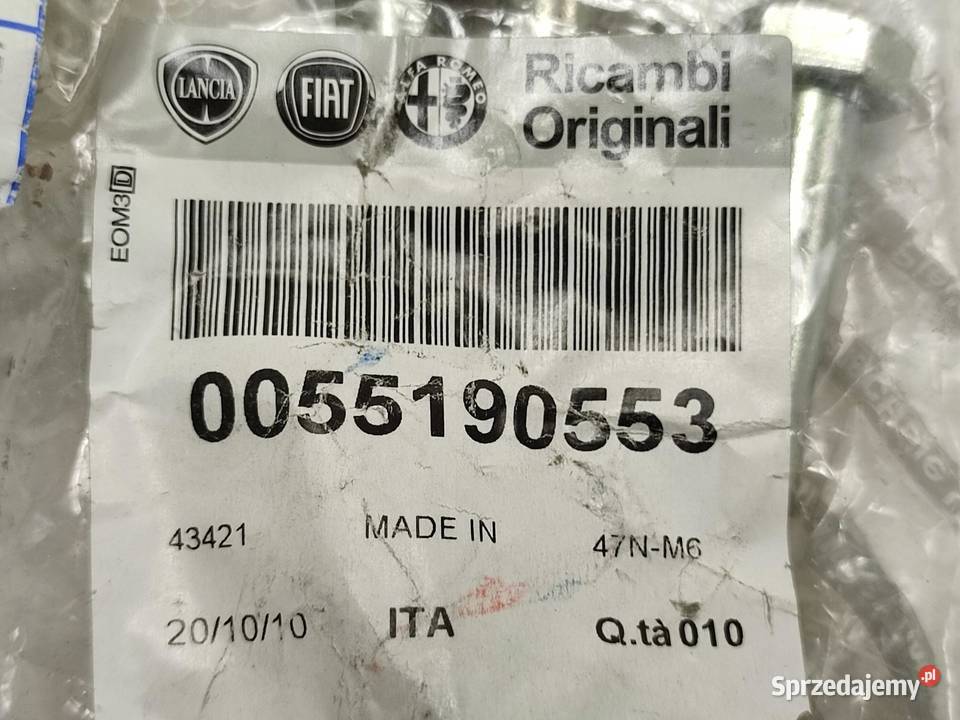 LANCIA
FIAT
ALFA ROMEO
Ricambi
Originali
EOM3D
0055190553
43421
MADE IN
47N-M6
20/10/10
ITA
Q.tà 010
Sprzedajemy.pl